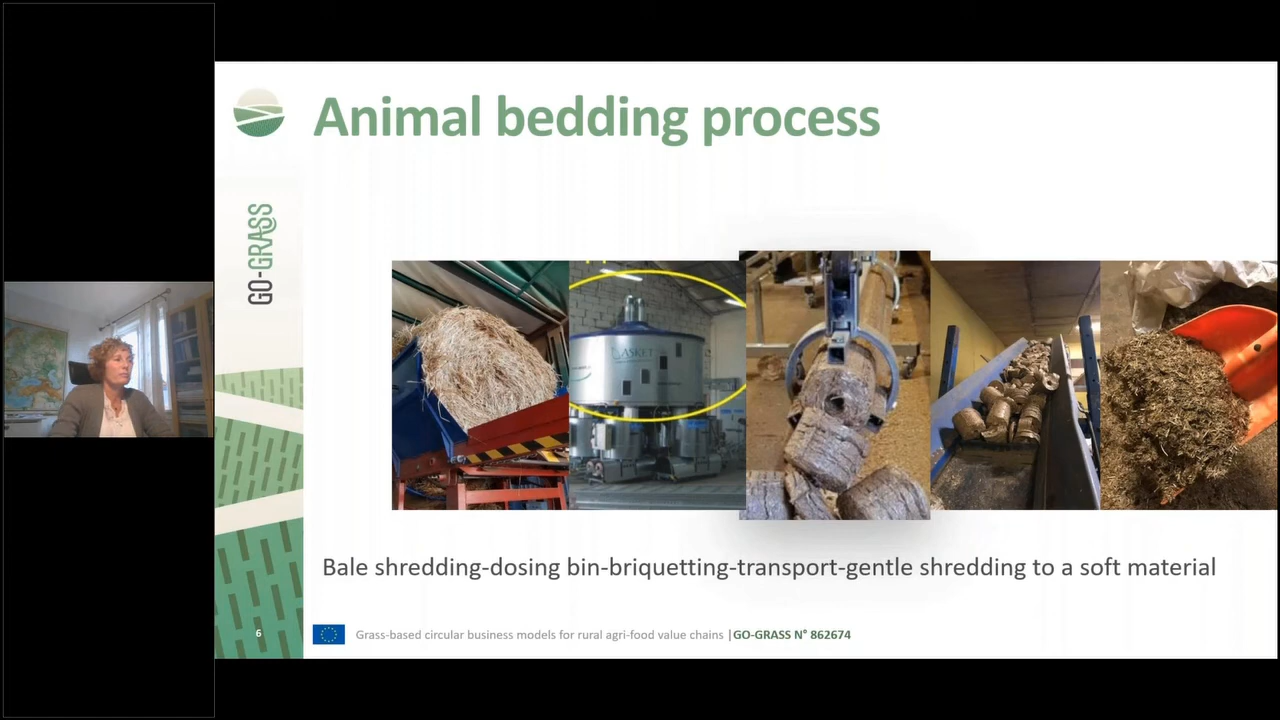 Animal bedding process
GO-GRASS
ASKET
Bale shredding-dosing bin-briquetting-transport-gentle shredding to a soft material
6
Grass-based circular business models for rural agri-food value chains |GO-GRASS N° 862674